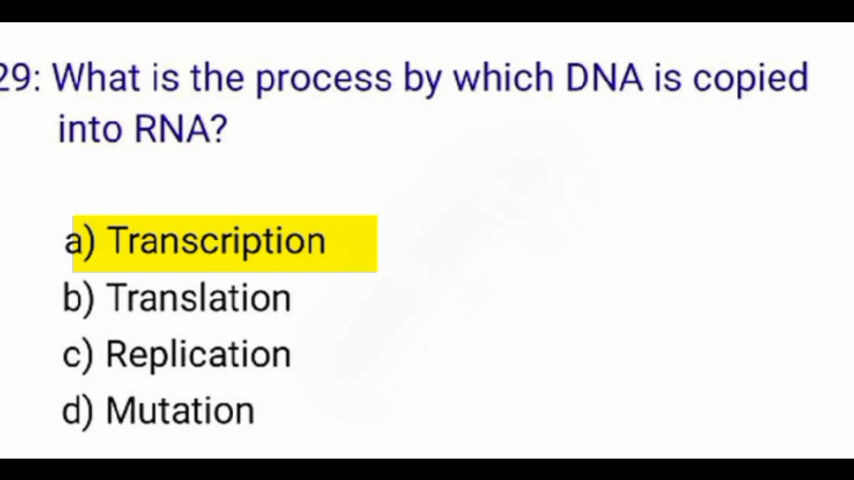 29: What is the process by which DNA is copied
into RNA?
a) Transcription
b) Translation
c) Replication
d) Mutation